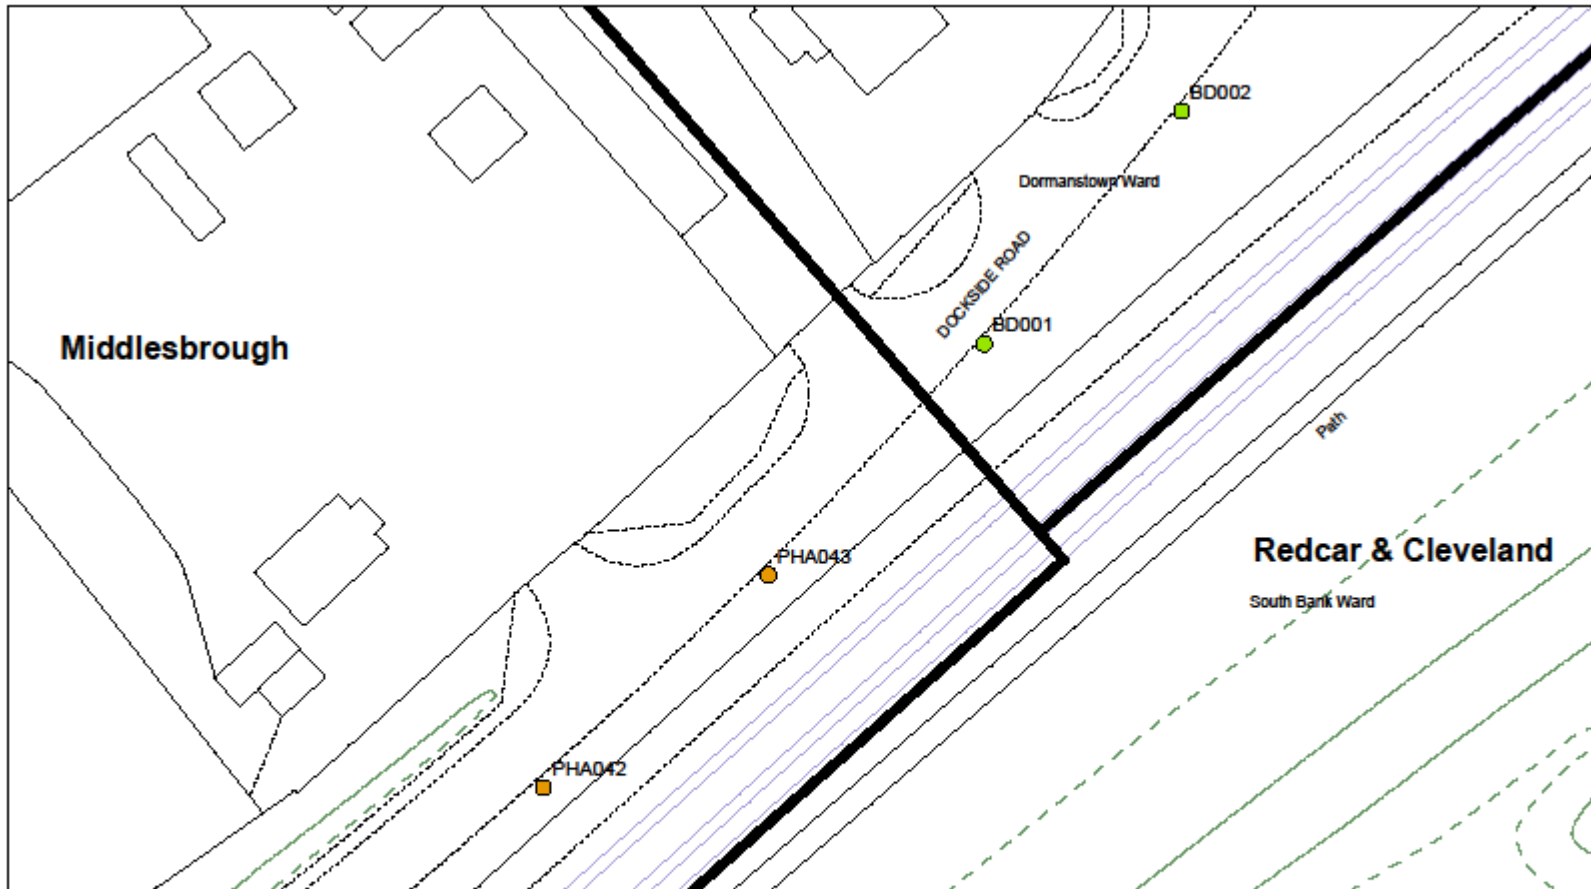 BD002
Dormanstown Ward
DOCKSIDE ROAD
BD001
Middlesbrough
Path
PHA043
Redcar & Cleveland
South Bank Ward
PHA042